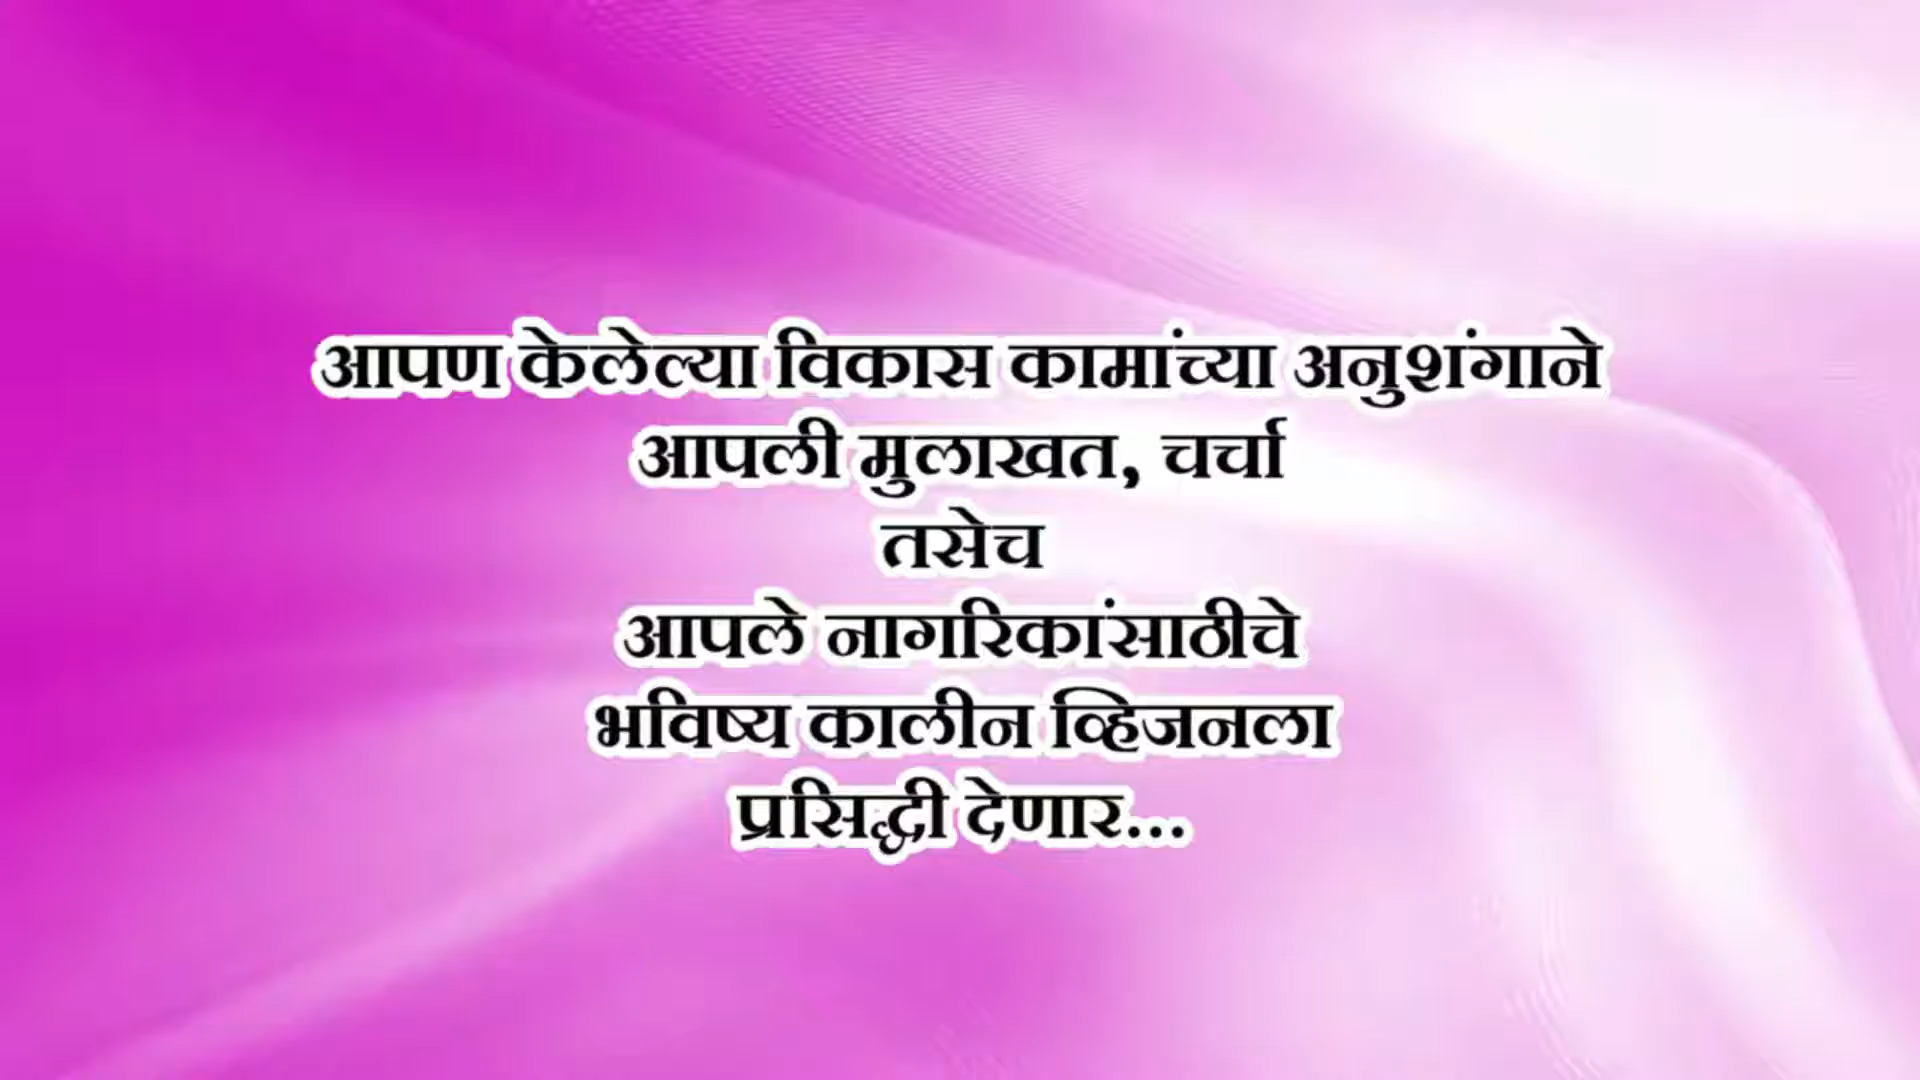 आपण केलेल्या विकास कामांच्या अनुशंगाने
आपली मुलाखत, चर्चा
तसेच
आपले नागरिकांसाठीचे
भविष्य कालीन व्हिजनला
प्रसिद्धी देणार...